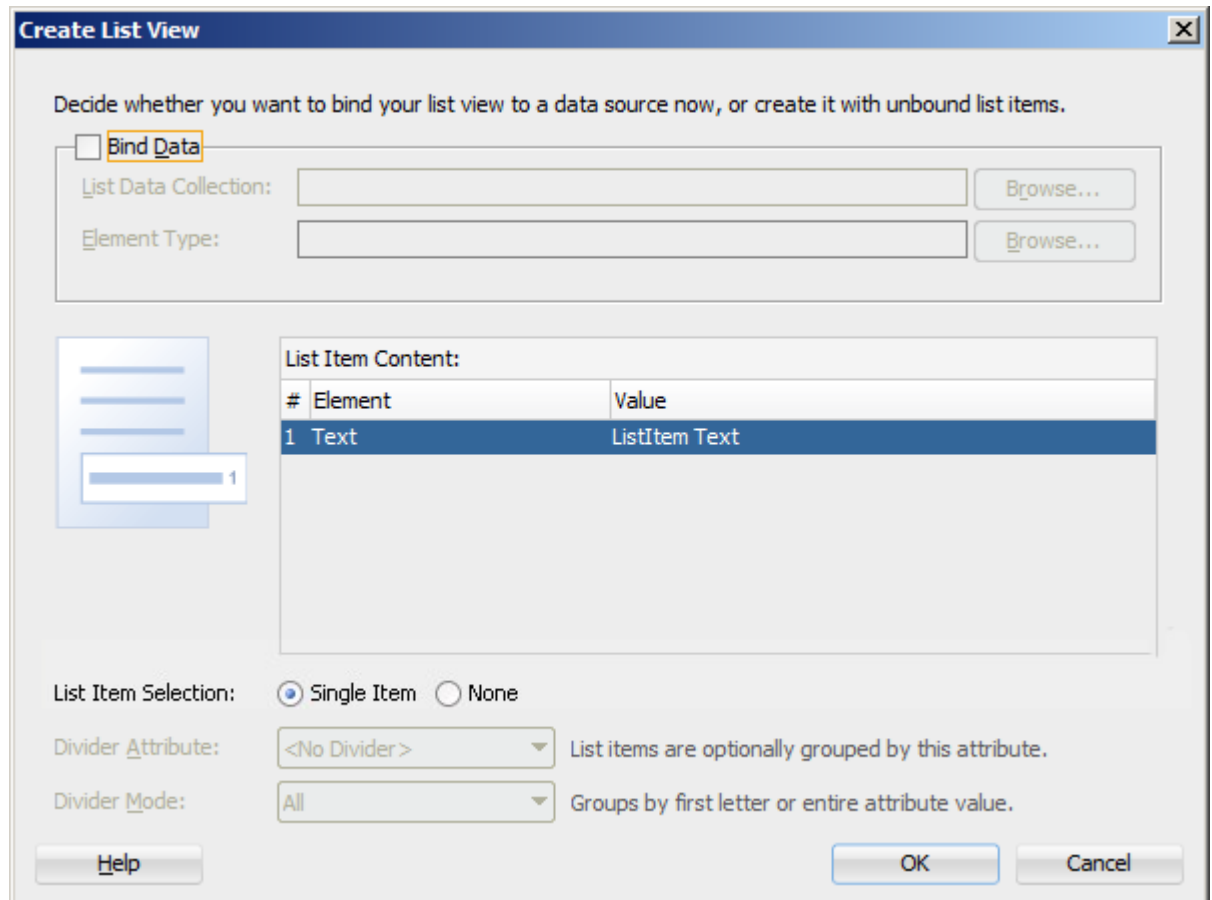 Create List View
Decide whether you want to bind your list view to a data source now, or create it with unbound list items.
Bind Data
List Data Collection: Browse...
Element Type: Browse...
List Item Content:
# Element Value
1 Text ListItem Text
1
List Item Selection: Single Item None
Divider Attribute: <No Divider> List items are optionally grouped by this attribute.
Divider Mode: All Groups by first letter or entire attribute value.
Help OK Cancel